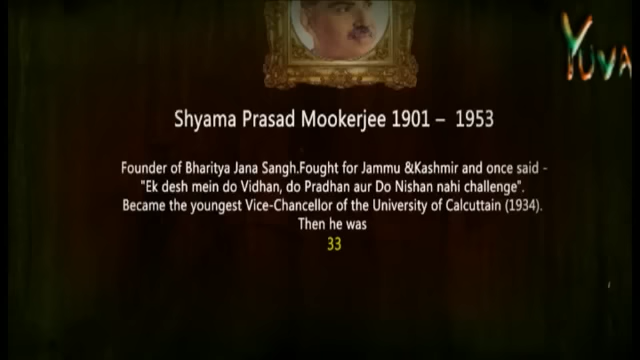 YUVA
Shyama Prasad Mookerjee 1901 – 1953
Founder of Bharitya Jana Sangh.Fought for Jammu &Kashmir and once said -
"Ek desh mein do Vidhan, do Pradhan aur Do Nishan nahi challenge".
Became the youngest Vice-Chancellor of the University of Calcuttain (1934).
Then he was
33